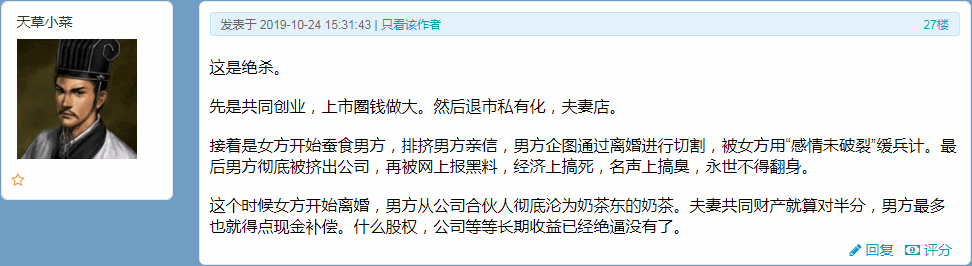 天草小菜
发表于 2019-10-24 15:31:43 | 只看该作者 27楼
这是绝杀。
先是共同创业，上市圈钱做大。然后退市私有化，夫妻店。
接着是女方开始蚕食男方，排挤男方亲信，男方企图通过离婚进行切割，被女方用“感情未破裂”缓兵计。最
后男方彻底被挤出公司，再被网上报黑料，经济上搞死，名声上搞臭，永世不得翻身。
这个时候女方开始离婚，男方从公司合伙人彻底沦为奶茶东的奶茶。夫妻共同财产就算对半分，男方最多
也就得点现金补偿。什么股权，公司等等长期收益已经绝逼没有了。
回复 评分